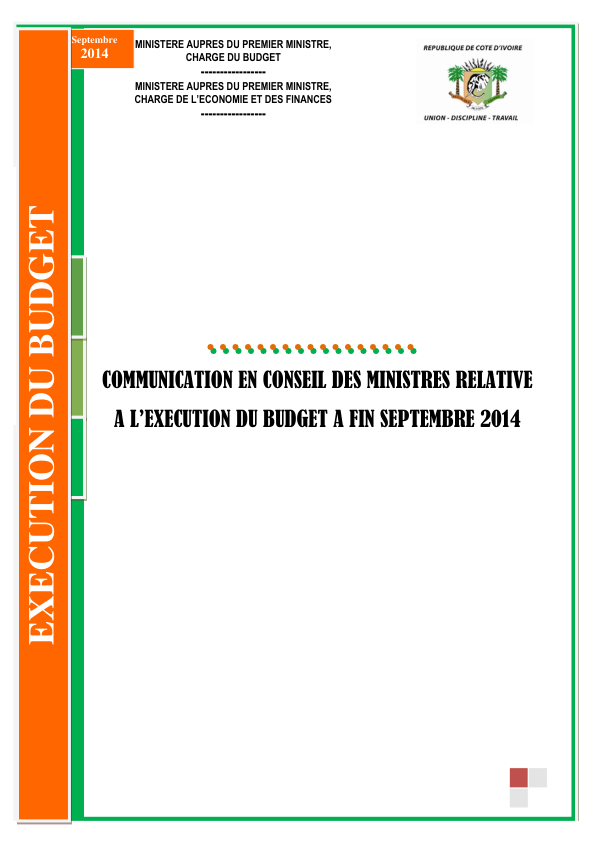 Septembre
2014
MINISTERE AUPRES DU PREMIER MINISTRE,
CHARGE DU BUDGET
-----------------
MINISTERE AUPRES DU PREMIER MINISTRE,
CHARGE DE L'ECONOMIE ET DES FINANCES
-----------------
REPUBLIQUE DE COTE D'IVOIRE
UNION - DISCIPLINE - TRAVAIL
EXECUTION DU BUDGET
COMMUNICATION EN CONSEIL DES MINISTRES RELATIVE
A L'EXECUTION DU BUDGET A FIN SEPTEMBRE 2014